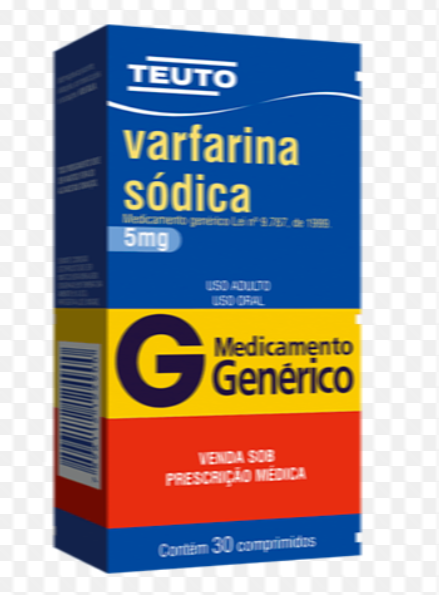 TEUTO
varfarina
sódica
Medicamento genérico Lei nº 9.787, de 1999
5mg
USO ADULTO
USO ORAL
G Medicamento
Genérico
VENDA SOB
PRESCRIÇÃO MÉDICA
Contém 30 comprimidos